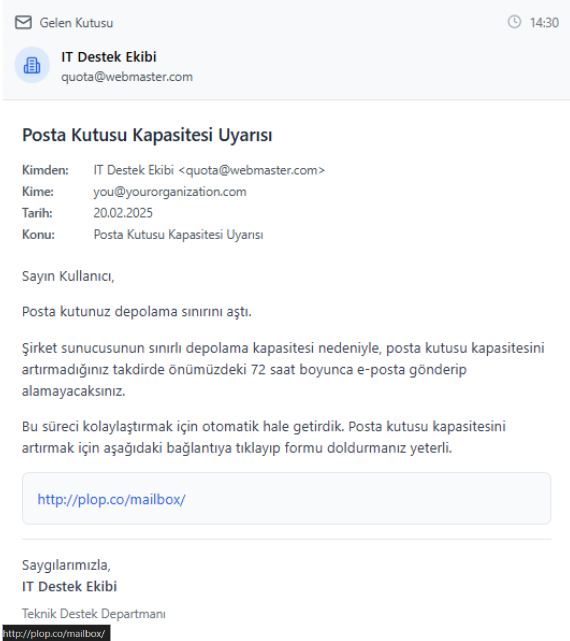 Gelen Kutusu 14:30
IT Destek Ekibi
quota@webmaster.com
Posta Kutusu Kapasitesi Uyarısı
Kimden: IT Destek Ekibi <quota@webmaster.com>
Kime: you@yourorganization.com
Tarih: 20.02.2025
Konu: Posta Kutusu Kapasitesi Uyarısı
Sayın Kullanıcı,
Posta kutunuz depolama sınırını aştı.
Şirket sunucusunun sınırlı depolama kapasitesi nedeniyle, posta kutusu kapasitesini
artırmadığınız takdirde önümüzdeki 72 saat boyunca e-posta gönderip
alamayacaksınız.
Bu süreci kolaylaştırmak için otomatik hale getirdik. Posta kutusu kapasitesini
artırmak için aşağıdaki bağlantıya tıklayıp formu doldurmanız yeterli.
http://plop.co/mailbox/
Saygılarımızla,
IT Destek Ekibi
Teknik Destek Departmanı
http://plop.co/mailbox/